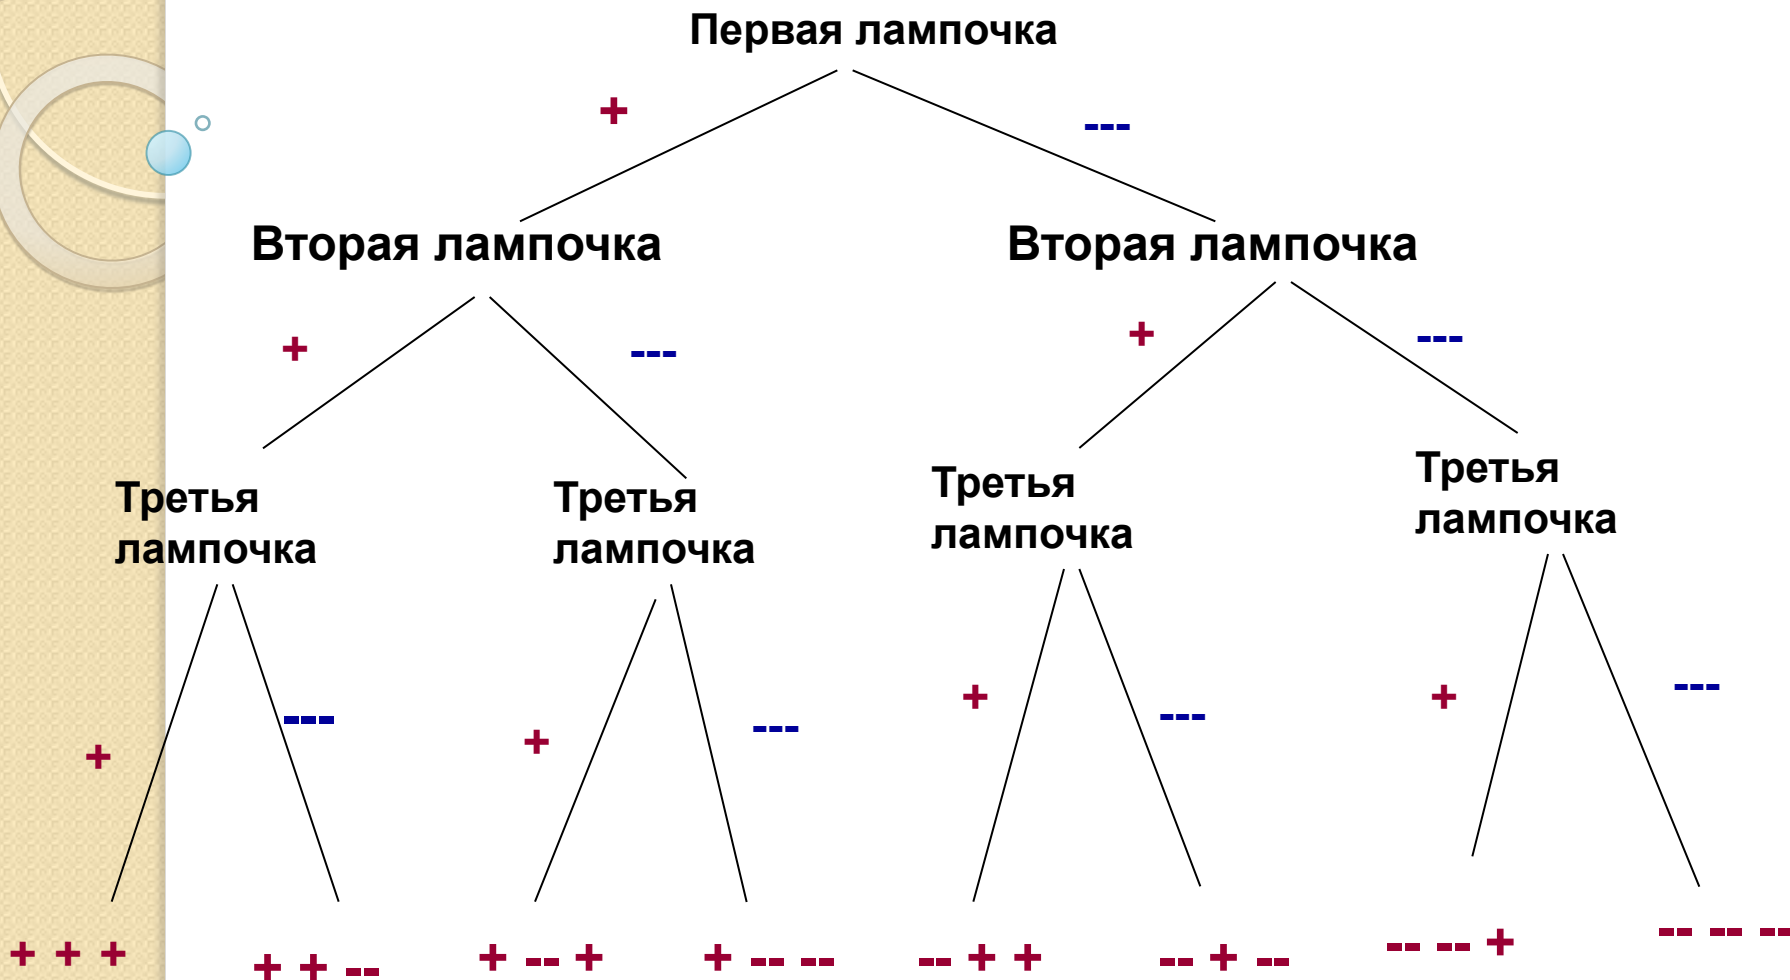 Первая лампочка
+ ---
Вторая лампочка Вторая лампочка
+ --- + ---
Третья лампочка Третья лампочка Третья лампочка Третья лампочка
+ --- + --- + --- + ---
+ + + + + -- + -- + + -- -- -- + + -- + -- -- -- + -- -- --